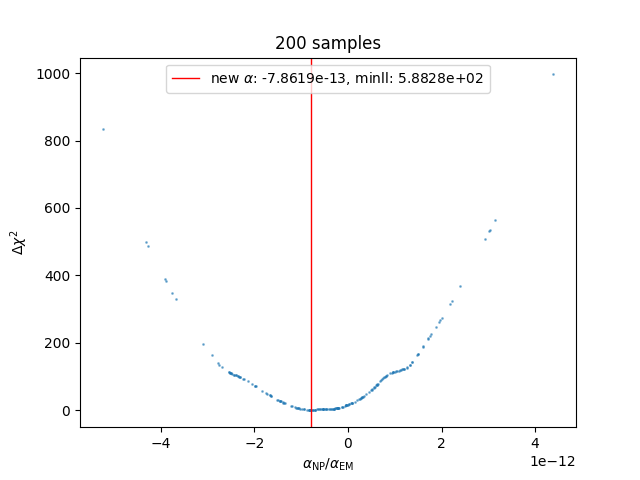 200 samples
new α: -7.8619e-13, minll: 5.8828e+02
1000
800
600
400
200
0
Δχ²
−4 −2 0 2 4
α_NP/α_EM
1e−12